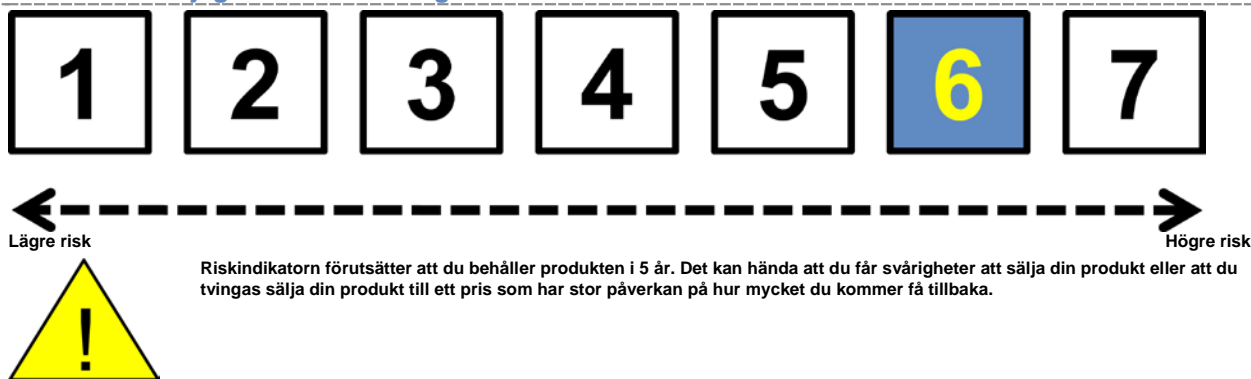 1 2 3 4 5 6 7
Lägre risk Högre risk
Riskindikatorn förutsätter att du behåller produkten i 5 år. Det kan hända att du får svårigheter att sälja din produkt eller att du
tvingas sälja din produkt till ett pris som har stor påverkan på hur mycket du kommer få tillbaka.
!